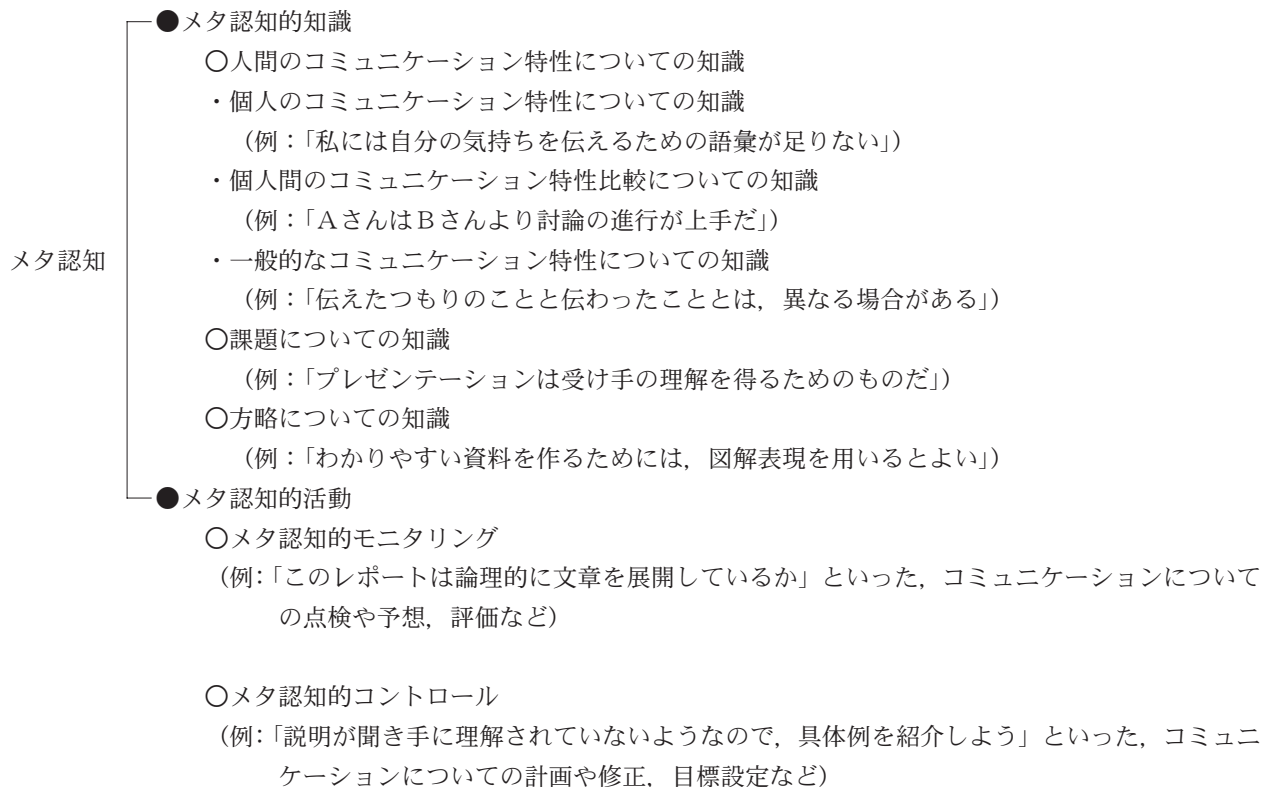 ●メタ認知的知識
〇人間のコミュニケーション特性についての知識
・個人のコミュニケーション特性についての知識
(例：「私には自分の気持ちを伝えるための語彙が足りない」)
・個人間のコミュニケーション特性比較についての知識
(例：「AさんはBさんより討論の進行が上手だ」)
メタ認知
・一般的なコミュニケーション特性についての知識
(例：「伝えたつもりのことと伝わったこととは，異なる場合がある」)
〇課題についての知識
(例：「プレゼンテーションは受け手の理解を得るためのものだ」)
〇方略についての知識
(例：「わかりやすい資料を作るためには，図解表現を用いるとよい」)
●メタ認知的活動
〇メタ認知的モニタリング
(例：「このレポートは論理的に文章を展開しているか」といった，コミュニケーションについて
の点検や予想，評価など)
〇メタ認知的コントロール
(例：「説明が聞き手に理解されていないようなので，具体例を紹介しよう」といった，コミュニ
ケーションについての計画や修正，目標設定など)